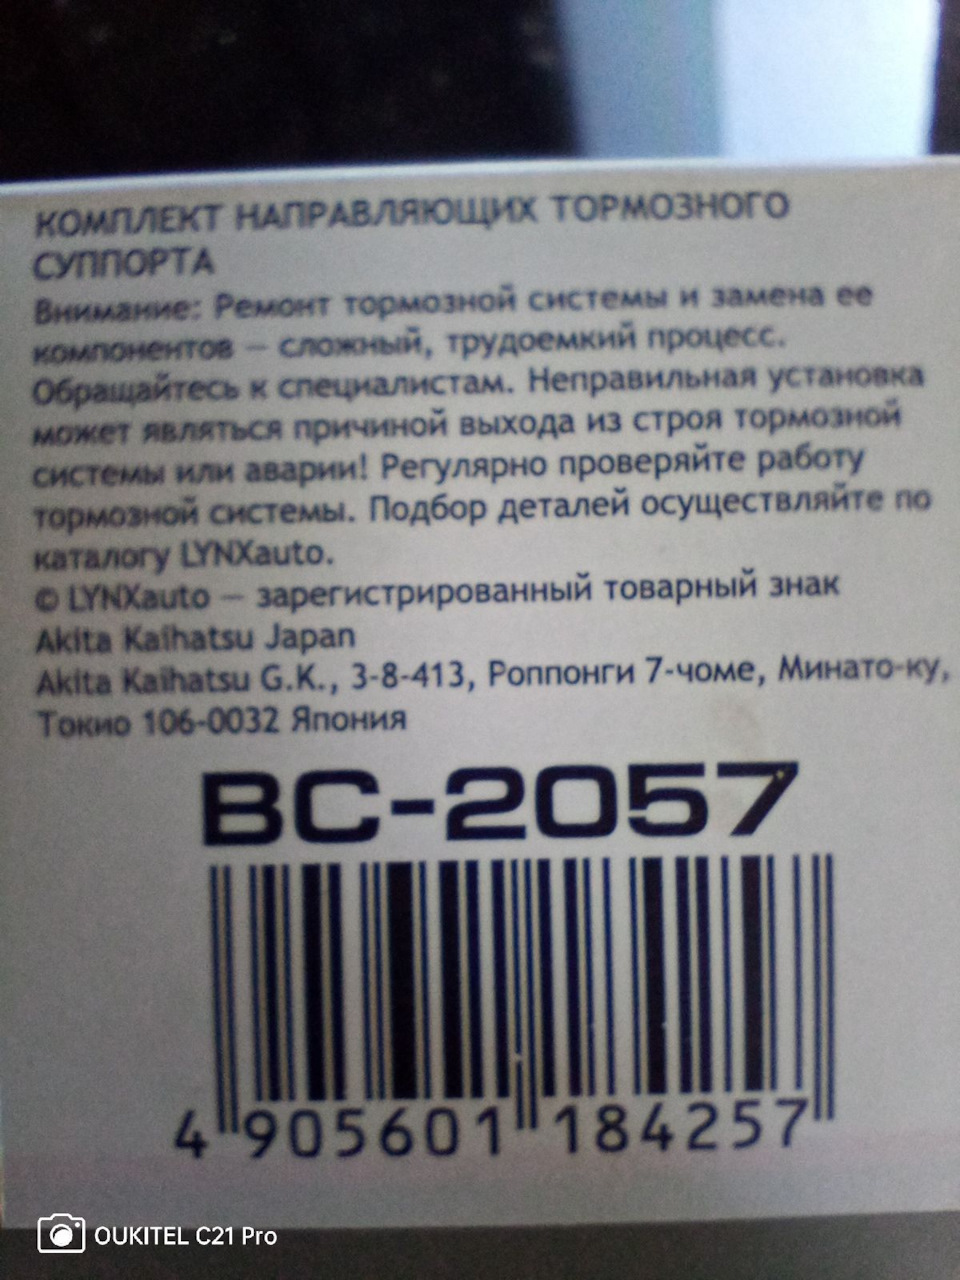 КОМПЛЕКТ НАПРАВЛЯЮЩИХ ТОРМОЗНОГО
СУППОРТА
Внимание: Ремонт тормозной системы и замена ее
компонентов – сложный, трудоемкий процесс.
Обращайтесь к специалистам. Неправильная установка
может являться причиной выхода из строя тормозной
системы или аварии! Регулярно проверяйте работу
тормозной системы. Подбор деталей осуществляйте по
каталогу LYNXauto.
© LYNXauto – зарегистрированный товарный знак
Akita Kaihatsu Japan
Akita Kaihatsu G.K., 3-8-413, Роппонги 7-чоме, Минато-ку,
Токио 106-0032 Япония
BC-2057
4 905601 184257
OUKITEL C21 Pro